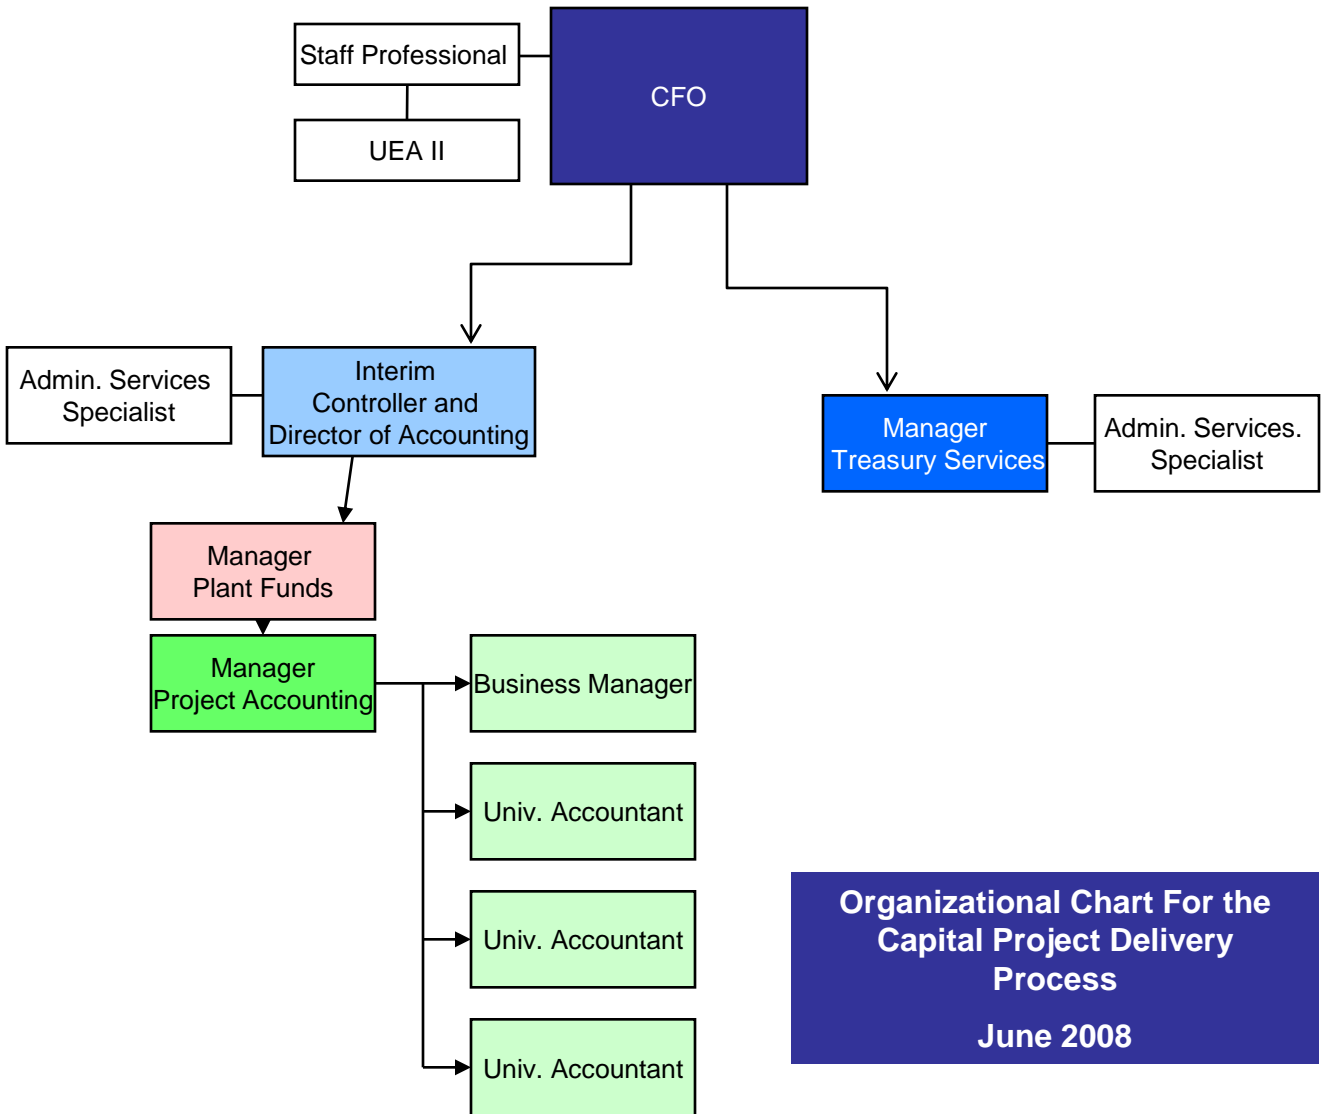 Staff Professional
CFO
UEA II
Admin. Services
Specialist
Interim
Controller and
Director of Accounting
Manager
Treasury Services
Admin. Services.
Specialist
Manager
Plant Funds
Manager
Project Accounting
Business Manager
Univ. Accountant
Univ. Accountant
Univ. Accountant
Organizational Chart For the
Capital Project Delivery
Process
June 2008